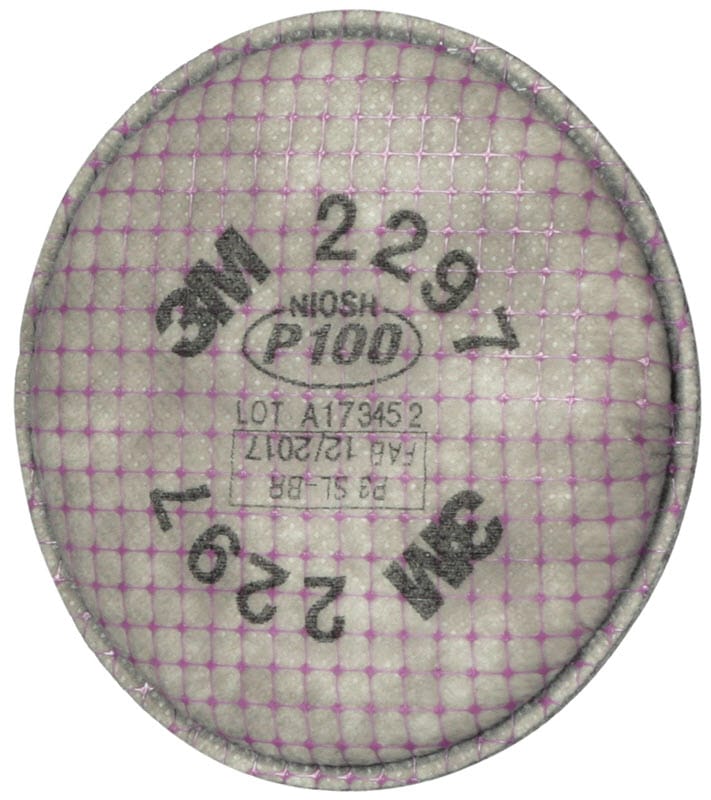 3M 2297
NIOSH
P100
LOT A173452
FAB 12/2017
P3 SL-BR
3M 2297